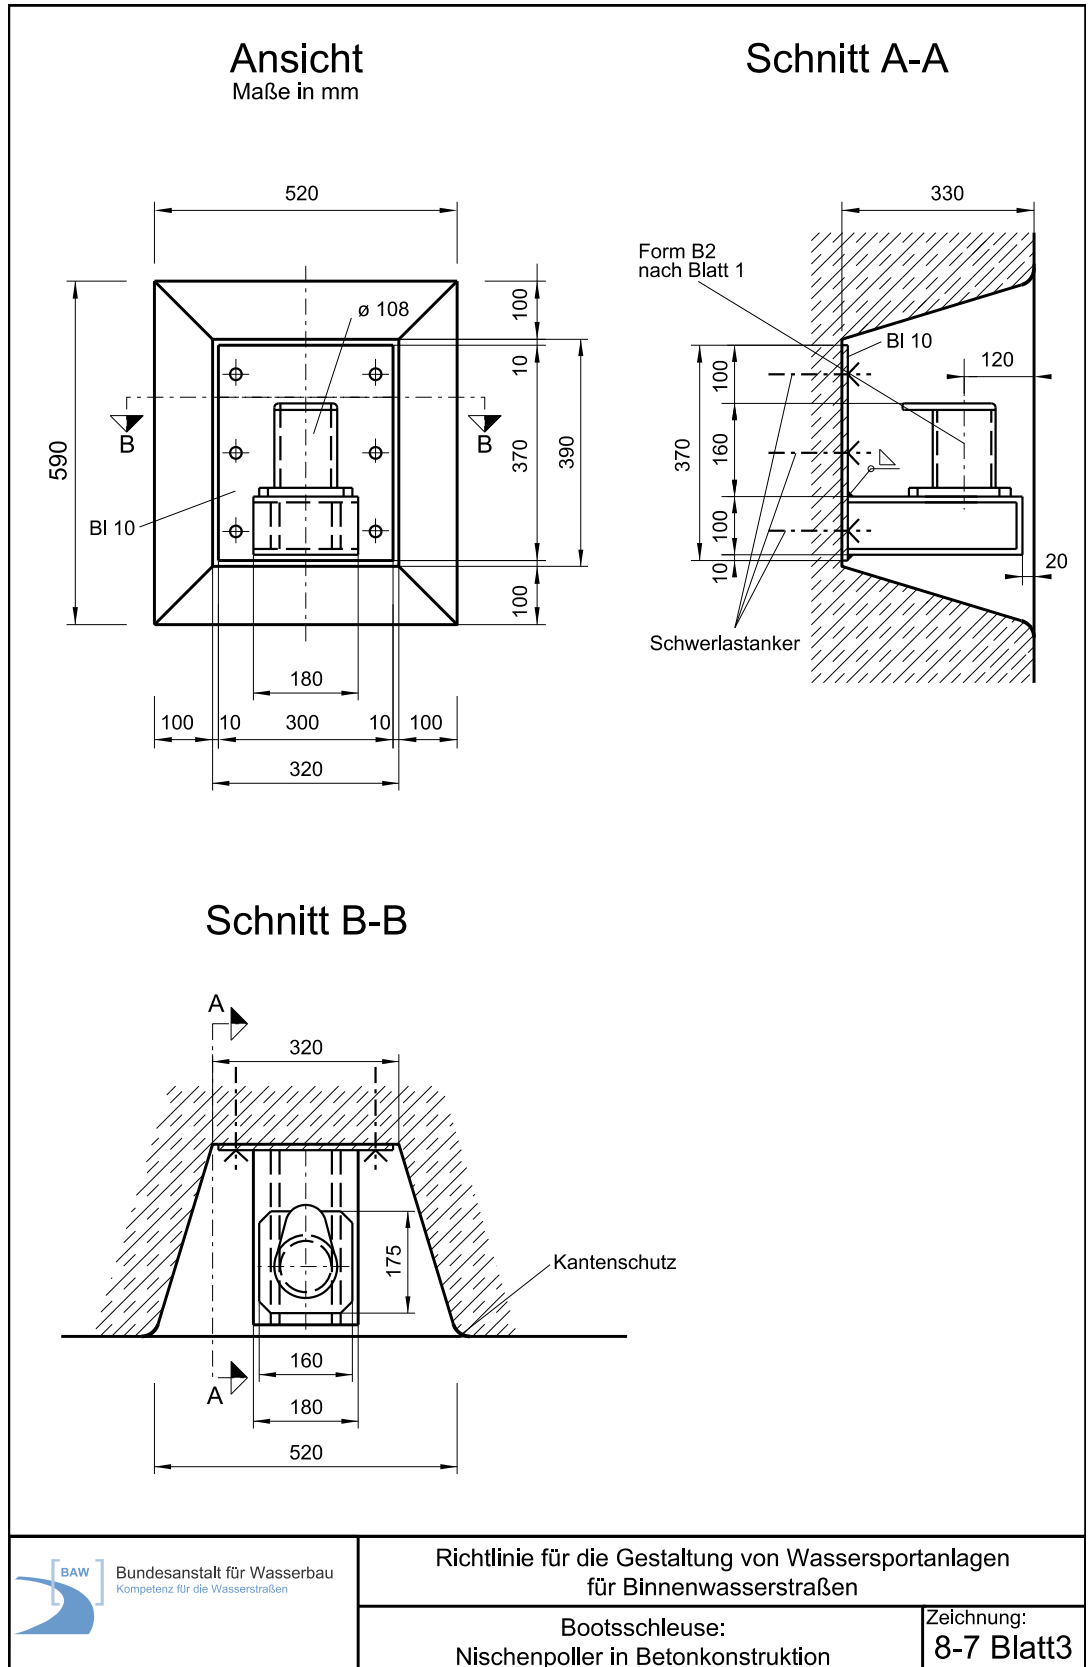 Ansicht
Maße in mm
Schnitt A-A
520
330
Form B2
nach Blatt 1
ø 108
100
10
Bl 10
120
100
B
B
590
370
390
370
160
Bl 10
100
10
20
100
Schwerlastanker
180
100
10
300
10
100
320
Schnitt B-B
A
320
175
Kantenschutz
160
A
180
520
BAW
Bundesanstalt für Wasserbau
Kompetenz für die Wasserstraßen
Richtlinie für die Gestaltung von Wassersportanlagen
für Binnenwasserstraßen
Bootsschleuse:
Nischenpoller in Betonkonstruktion
Zeichnung:
8-7 Blatt3